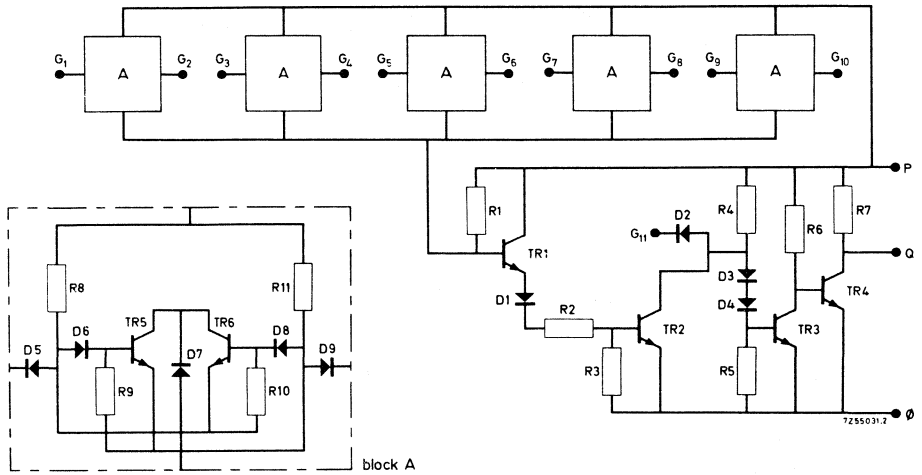 G1 A G2 G3 A G4 G5 A G6 G7 A G8 G9 A G10
P
R1 R4 R6 R7
D2
G11 Q
TR1 D3 TR4
R8 R11
D1 D4
R2 TR2 TR3
D6 TR5 D7 TR6 D8
D5 D9
R3 R5
R9 R10
Ø
7Z55031.2
block A